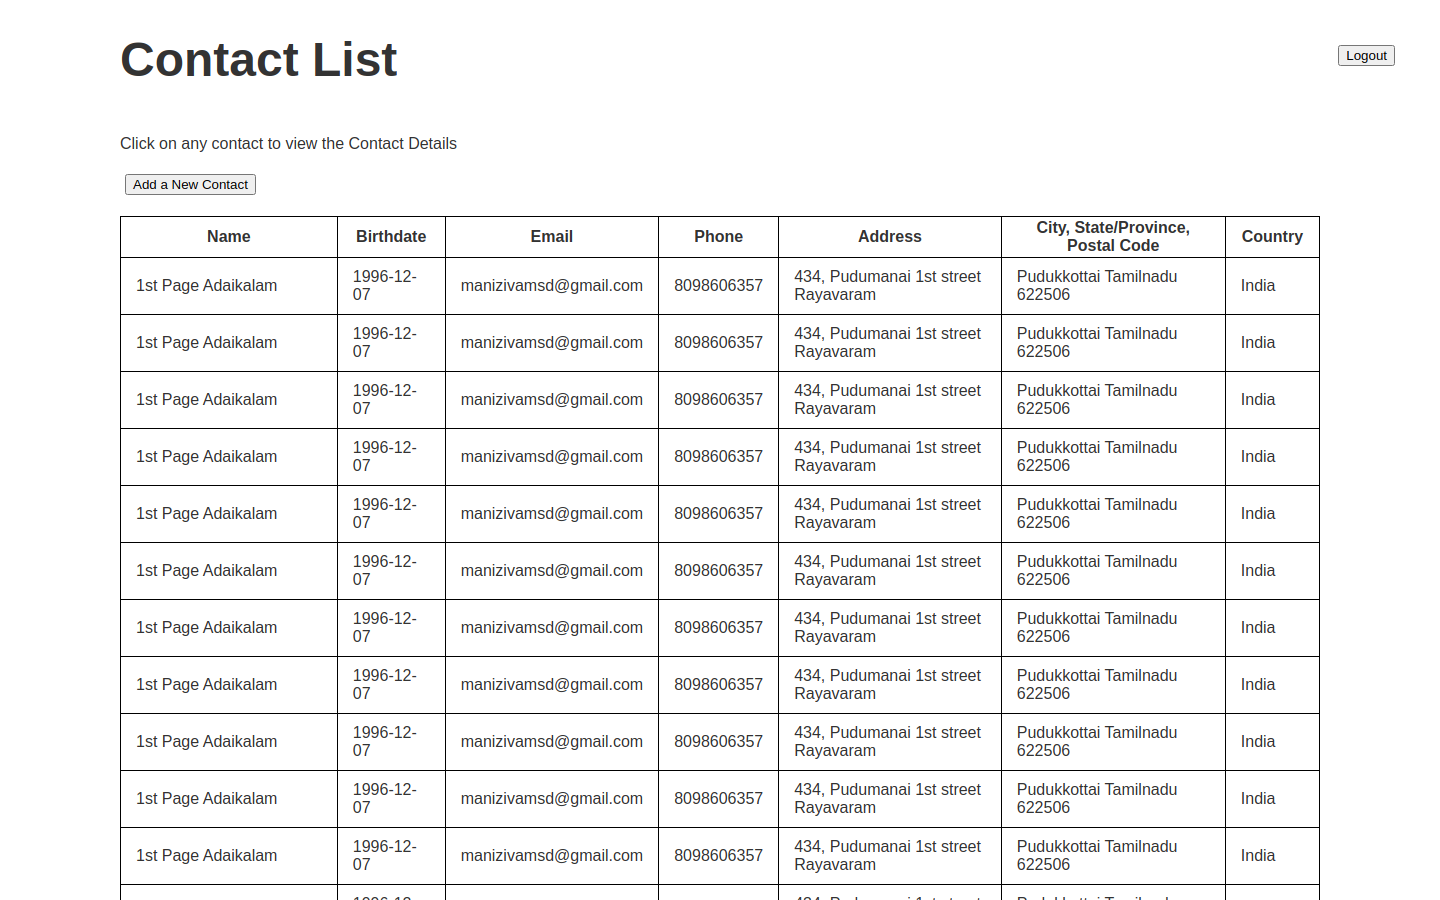 Contact List
Logout
Click on any contact to view the Contact Details
Add a New Contact
Name Birthdate Email Phone Address City, State/Province, Postal Code Country
1st Page Adaikalam 1996-12-07 manizivamsd@gmail.com 8098606357 434, Pudumanai 1st street Rayavaram Pudukkottai Tamilnadu 622506 India
1st Page Adaikalam 1996-12-07 manizivamsd@gmail.com 8098606357 434, Pudumanai 1st street Rayavaram Pudukkottai Tamilnadu 622506 India
1st Page Adaikalam 1996-12-07 manizivamsd@gmail.com 8098606357 434, Pudumanai 1st street Rayavaram Pudukkottai Tamilnadu 622506 India
1st Page Adaikalam 1996-12-07 manizivamsd@gmail.com 8098606357 434, Pudumanai 1st street Rayavaram Pudukkottai Tamilnadu 622506 India
1st Page Adaikalam 1996-12-07 manizivamsd@gmail.com 8098606357 434, Pudumanai 1st street Rayavaram Pudukkottai Tamilnadu 622506 India
1st Page Adaikalam 1996-12-07 manizivamsd@gmail.com 8098606357 434, Pudumanai 1st street Rayavaram Pudukkottai Tamilnadu 622506 India
1st Page Adaikalam 1996-12-07 manizivamsd@gmail.com 8098606357 434, Pudumanai 1st street Rayavaram Pudukkottai Tamilnadu 622506 India
1st Page Adaikalam 1996-12-07 manizivamsd@gmail.com 8098606357 434, Pudumanai 1st street Rayavaram Pudukkottai Tamilnadu 622506 India
1st Page Adaikalam 1996-12-07 manizivamsd@gmail.com 8098606357 434, Pudumanai 1st street Rayavaram Pudukkottai Tamilnadu 622506 India
1st Page Adaikalam 1996-12-07 manizivamsd@gmail.com 8098606357 434, Pudumanai 1st street Rayavaram Pudukkottai Tamilnadu 622506 India
1st Page Adaikalam 1996-12-07 manizivamsd@gmail.com 8098606357 434, Pudumanai 1st street Rayavaram Pudukkottai Tamilnadu 622506 India